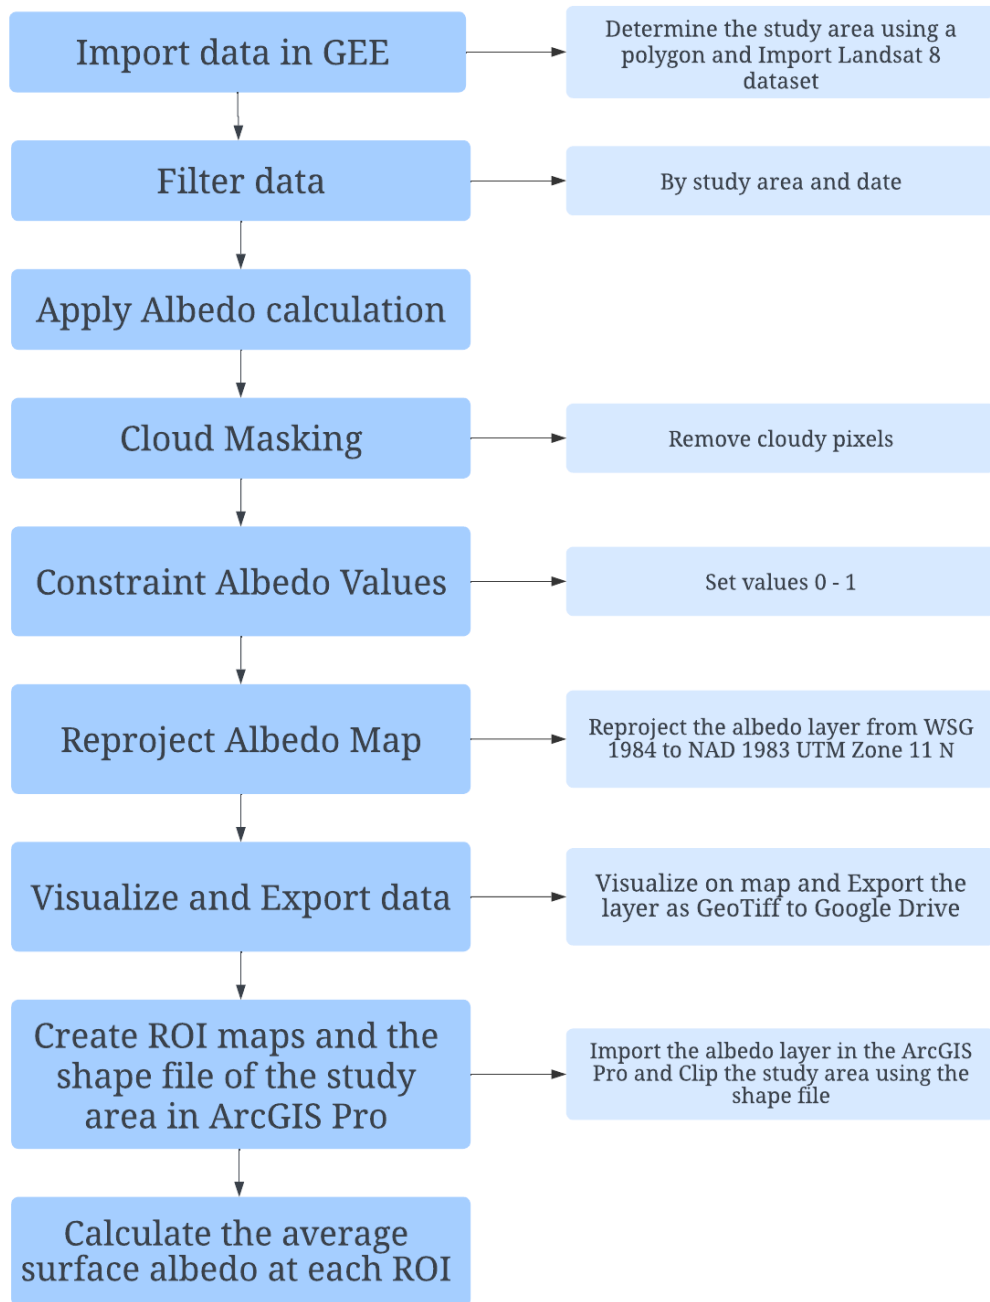 Import data in GEE
Determine the study area using a
polygon and Import Landsat 8
dataset
Filter data
By study area and date
Apply Albedo calculation
Cloud Masking
Remove cloudy pixels
Constraint Albedo Values
Set values 0 - 1
Reproject Albedo Map
Reproject the albedo layer from WSG
1984 to NAD 1983 UTM Zone 11 N
Visualize and Export data
Visualize on map and Export the
layer as GeoTiff to Google Drive
Create ROI maps and the
shape file of the study
area in ArcGIS Pro
Import the albedo layer in the ArcGIS
Pro and Clip the study area using the
shape file
Calculate the average
surface albedo at each ROI